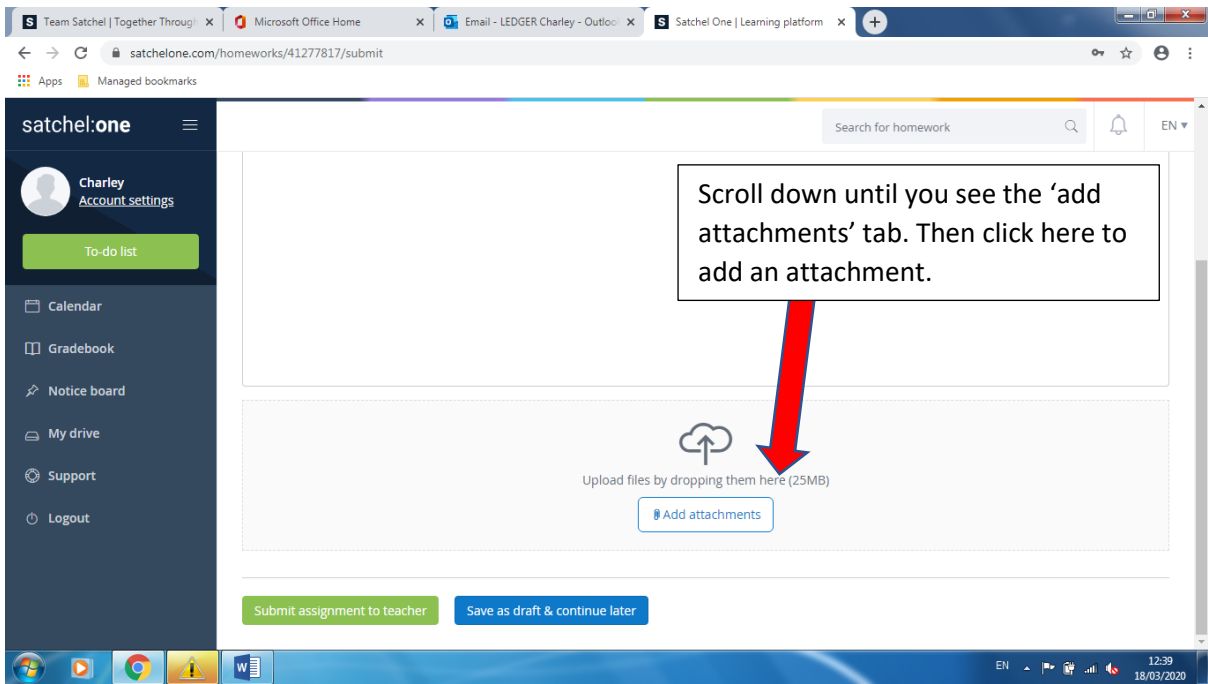 Team Satchel | Together Through
Microsoft Office Home
Email - LEDGER Charley - Outloo
Satchel One | Learning platform
satchelone.com/homeworks/41277817/submit
Apps
Managed bookmarks
satchel:one
Search for homework
EN
Charley
Account settings
To-do list
Calendar
Gradebook
Notice board
My drive
Support
Logout
Scroll down until you see the ‘add
attachments’ tab. Then click here to
add an attachment.
Upload files by dropping them here (25MB)
Add attachments
Submit assignment to teacher
Save as draft & continue later
EN
12:39
18/03/2020